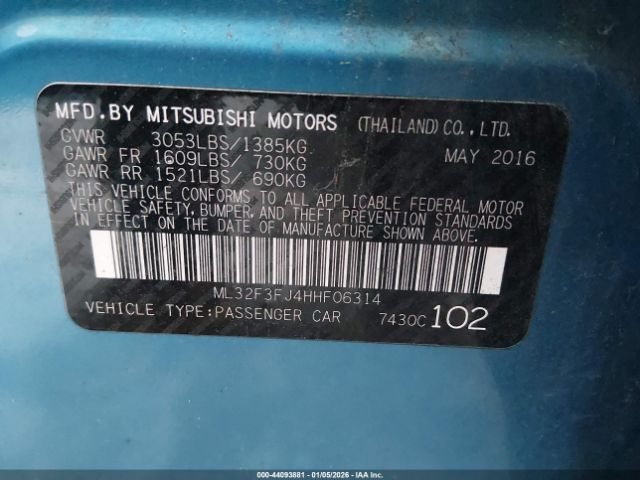 MFD.BY MITSUBISHI MOTORS (THAILAND)CO.,LTD.
GVWR 3053LBS/1385KG MAY 2016
GAWR FR 1609LBS/ 730KG
GAWR RR 1521LBS/ 690KG
THIS VEHICLE CONFORMS TO ALL APPLICABLE FEDERAL MOTOR
VEHICLE SAFETY, BUMPER, AND THEFT PREVENTION STANDARDS
IN EFFECT ON THE DATE OF MANUFACTURE SHOWN ABOVE.
ML32F3FJ4HHF06314
VEHICLE TYPE:PASSENGER CAR 7430C 102
000-44093881 - 01/05/2026 - COPYRIGHT IAA, LLC.